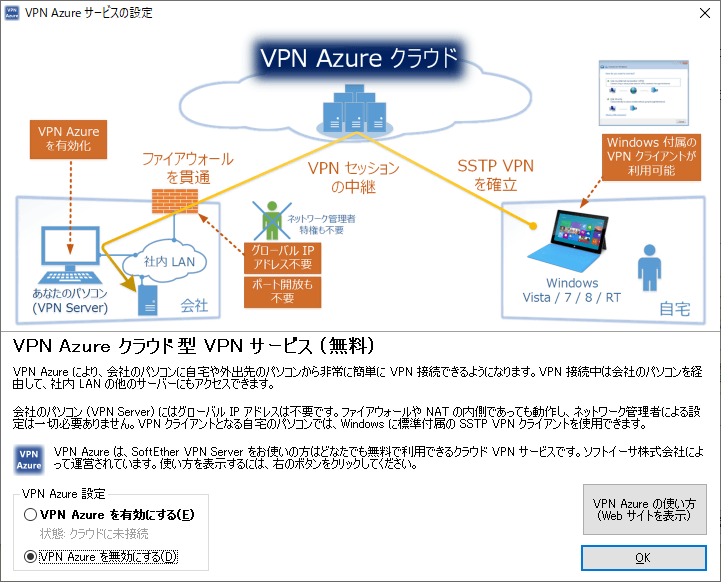 VPN Azure サービスの設定
VPN Azure クラウド
VPN Azure
を有効化
ファイアウォール
を貫通
VPN セッション
の中継
SSTP VPN
を確立
Windows 付属の
VPN クライアントが
利用可能
ネットワーク管理者
特権も不要
グローバル IP
アドレス不要
ポート開放も
不要
社内 LAN
あなたのパソコン
(VPN Server)
会社
Windows
Vista / 7 / 8 / RT
自宅
VPN Azure クラウド型 VPN サービス (無料)
VPN Azure により、会社のパソコンに自宅や外出先のパソコンから非常に簡単に VPN 接続できるようになります。VPN 接続中は会社のパソコンを経
由して、社内 LAN の他のサーバーにもアクセスできます。
会社のパソコン (VPN Server) にはグローバル IP アドレスは不要です。ファイアウォールや NAT の内側であっても動作し、ネットワーク管理者による設
定は一切必要ありません。VPN クライアントとなる自宅のパソコンでは、Windows に標準付属の SSTP VPN クライアントを使用できます。
VPN
Azure
VPN Azure は、SoftEther VPN Server をお使いの方はどなたでも無料で利用できるクラウド VPN サービスです。ソフトイーサ株式会社によ
って運営されています。使い方を表示するには、右のボタンをクリックしてください。
VPN Azure 設定
VPN Azure を有効にする(E)
状態: クラウドに未接続
VPN Azure を無効にする(D)
VPN Azure の使い方
(Web サイトを表示)
OK